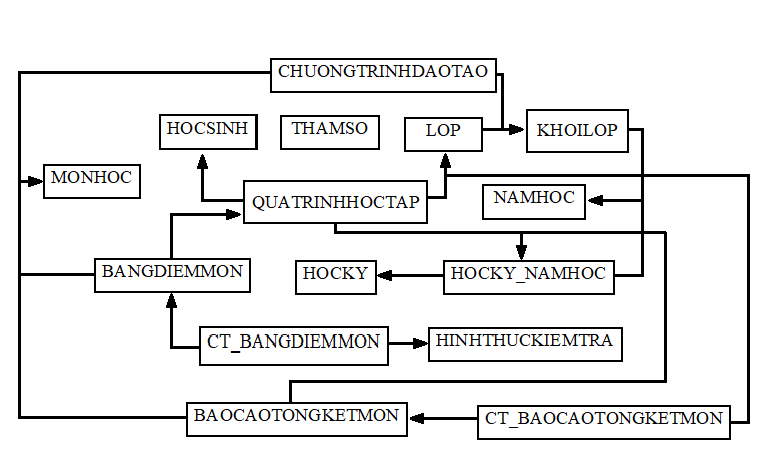 CHUONGTRINHDAOTAO
HOCSINH
THAMSO
LOP
KHOILOP
MONHOC
QUATRINHHOCTAP
NAMHOC
BANGDIEMMON
HOCKY
HOCKY_NAMHOC
CT_BANGDIEMMON
HINHTHUCKIEMTRA
BAOCAOTONGKETMON
CT_BAOCAOTONGKETMON